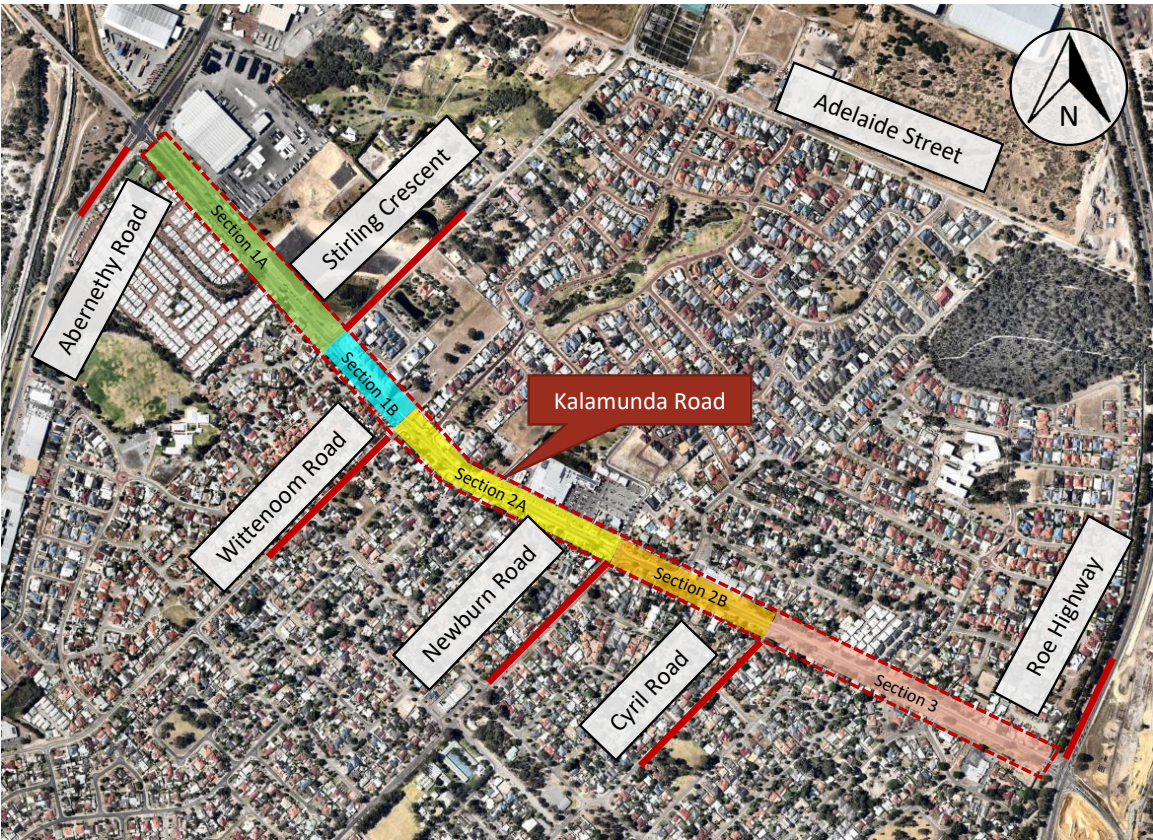 Adelaide Street
N
Stirling Crescent
Abernethy Road
Section 1A
Section 1B
Kalamunda Road
Wittenoom Road
Section 2A
Newburn Road
Section 2B
Cyril Road
Section 3
Roe Highway